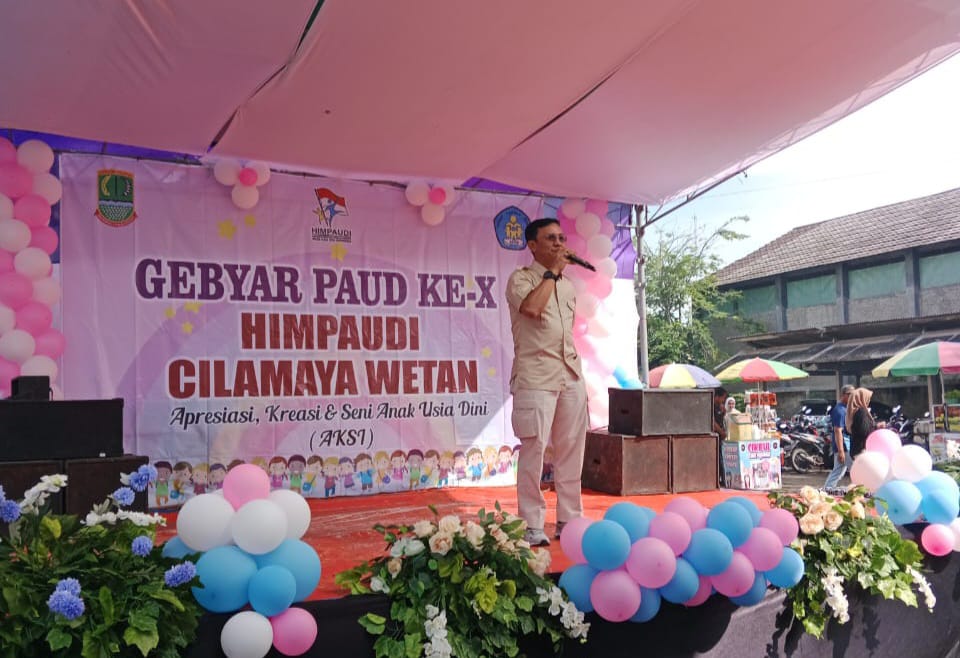 HIMPAUDI
GEBYAR PAUD KE-X
HIMPAUDI
CILAMAYA WETAN
Apresiasi, Kreasi & Seni Anak Usia Dini
(AKSI)